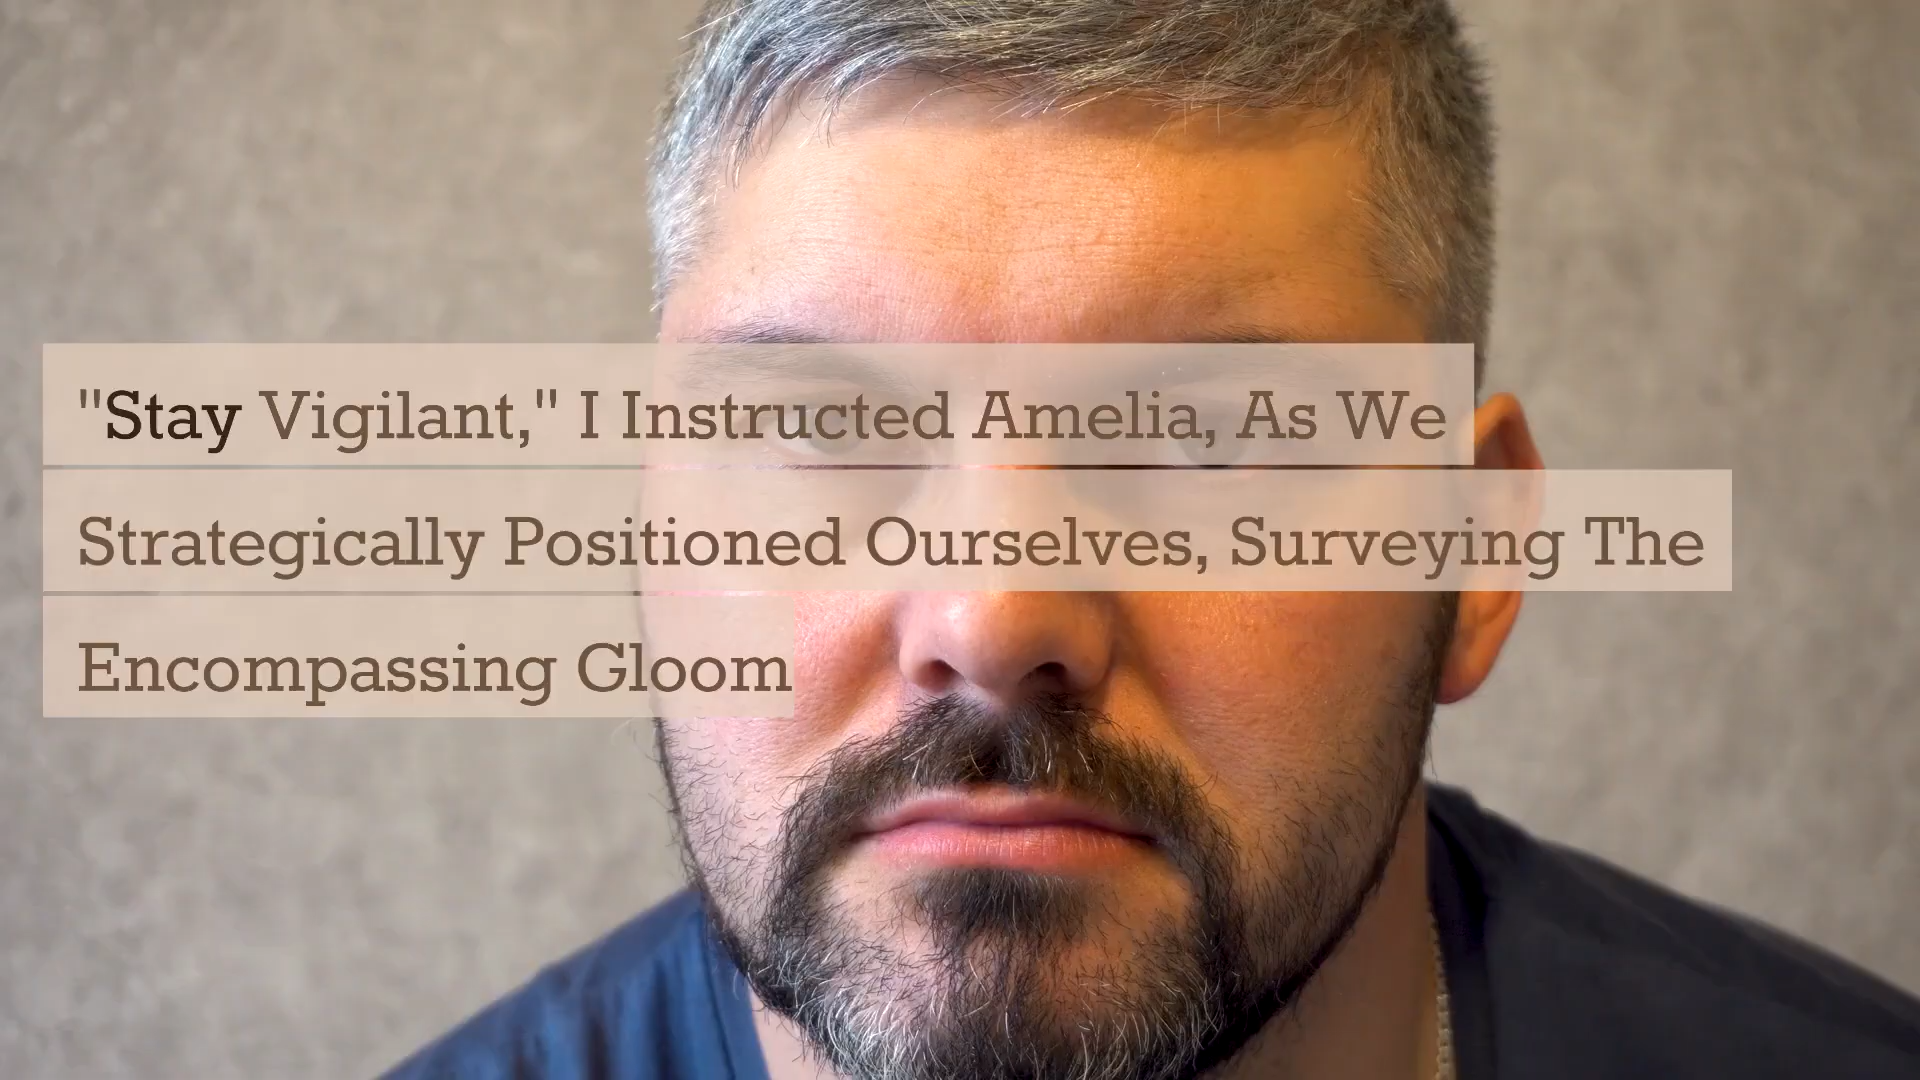 "Stay Vigilant," I Instructed Amelia, As We
Strategically Positioned Ourselves, Surveying The
Encompassing Gloom